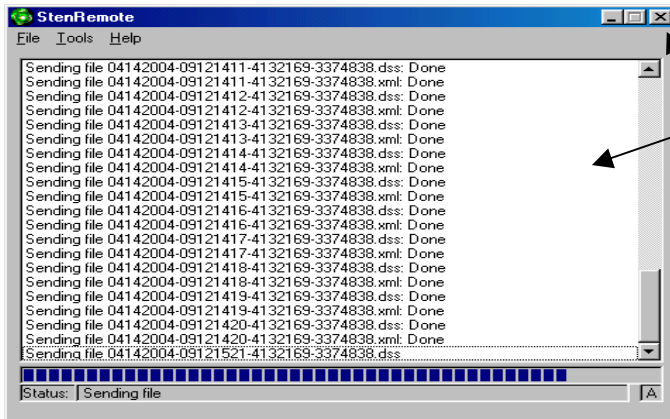 StenRemote
File Tools Help
Sending file 04142004-09121411-4132169-3374838.dss: Done
Sending file 04142004-09121411-4132169-3374838.xml: Done
Sending file 04142004-09121412-4132169-3374838.dss: Done
Sending file 04142004-09121412-4132169-3374838.xml: Done
Sending file 04142004-09121413-4132169-3374838.dss: Done
Sending file 04142004-09121413-4132169-3374838.xml: Done
Sending file 04142004-09121414-4132169-3374838.dss: Done
Sending file 04142004-09121414-4132169-3374838.xml: Done
Sending file 04142004-09121415-4132169-3374838.dss: Done
Sending file 04142004-09121415-4132169-3374838.xml: Done
Sending file 04142004-09121416-4132169-3374838.dss: Done
Sending file 04142004-09121416-4132169-3374838.xml: Done
Sending file 04142004-09121417-4132169-3374838.dss: Done
Sending file 04142004-09121417-4132169-3374838.xml: Done
Sending file 04142004-09121418-4132169-3374838.dss: Done
Sending file 04142004-09121418-4132169-3374838.xml: Done
Sending file 04142004-09121419-4132169-3374838.dss: Done
Sending file 04142004-09121419-4132169-3374838.xml: Done
Sending file 04142004-09121420-4132169-3374838.dss: Done
Sending file 04142004-09121420-4132169-3374838.xml: Done
Sending file 04142004-09121521-4132169-3374838.dss
Status: Sending file A